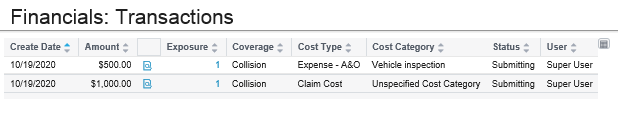 Financials: Transactions
Create Date Amount Exposure Coverage Cost Type Cost Category Status User
10/19/2020 $500.00 1 Collision Expense - A&O Vehicle inspection Submitting Super User
10/19/2020 $1,000.00 1 Collision Claim Cost Unspecified Cost Category Submitting Super User